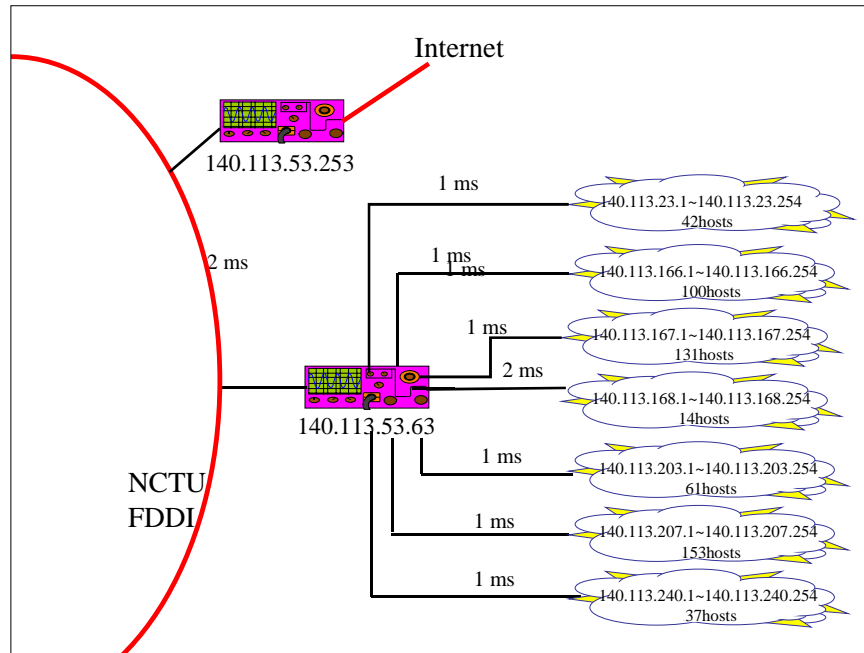 Internet
140.113.53.253
1 ms
140.113.23.1~140.113.23.254
42hosts
2 ms
1 ms
1 ms
140.113.166.1~140.113.166.254
100hosts
1 ms
140.113.167.1~140.113.167.254
131hosts
2 ms
140.113.168.1~140.113.168.254
14hosts
140.113.53.63
1 ms
140.113.203.1~140.113.203.254
61hosts
NCTU
FDDI
1 ms
140.113.207.1~140.113.207.254
153hosts
1 ms
140.113.240.1~140.113.240.254
37hosts